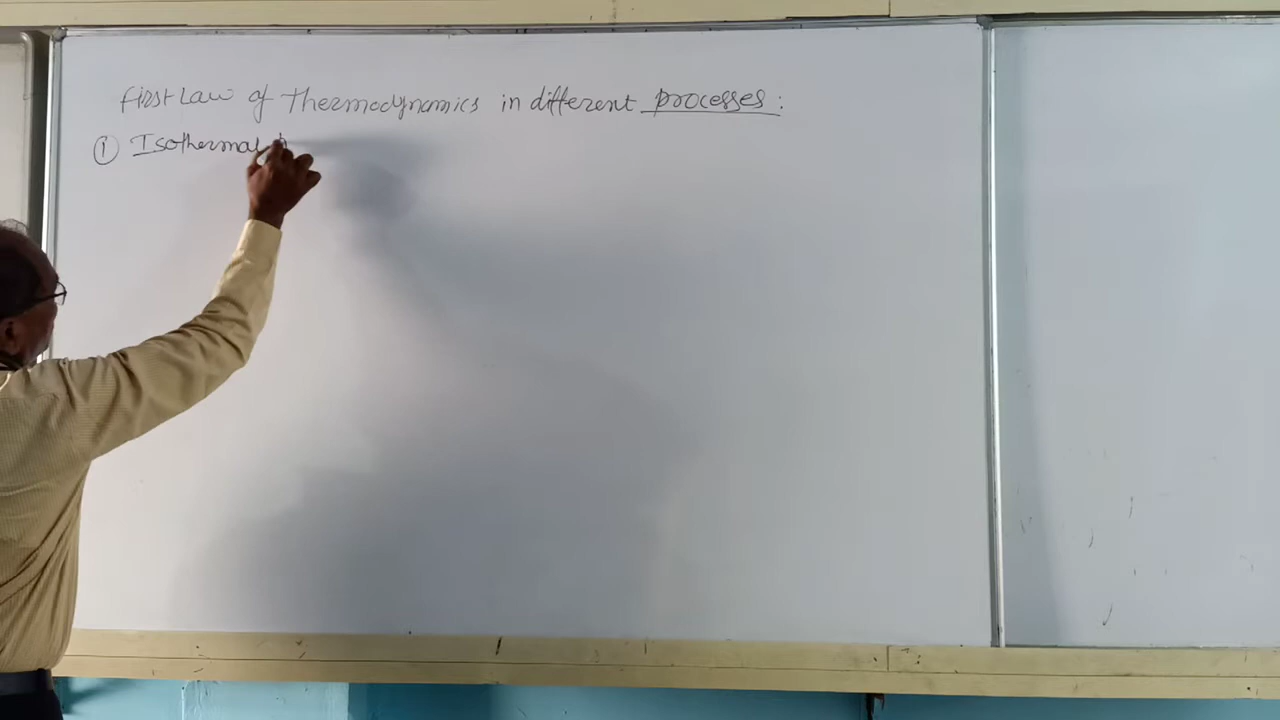 First Law of Thermodynamics in different processes :
① Isothermal